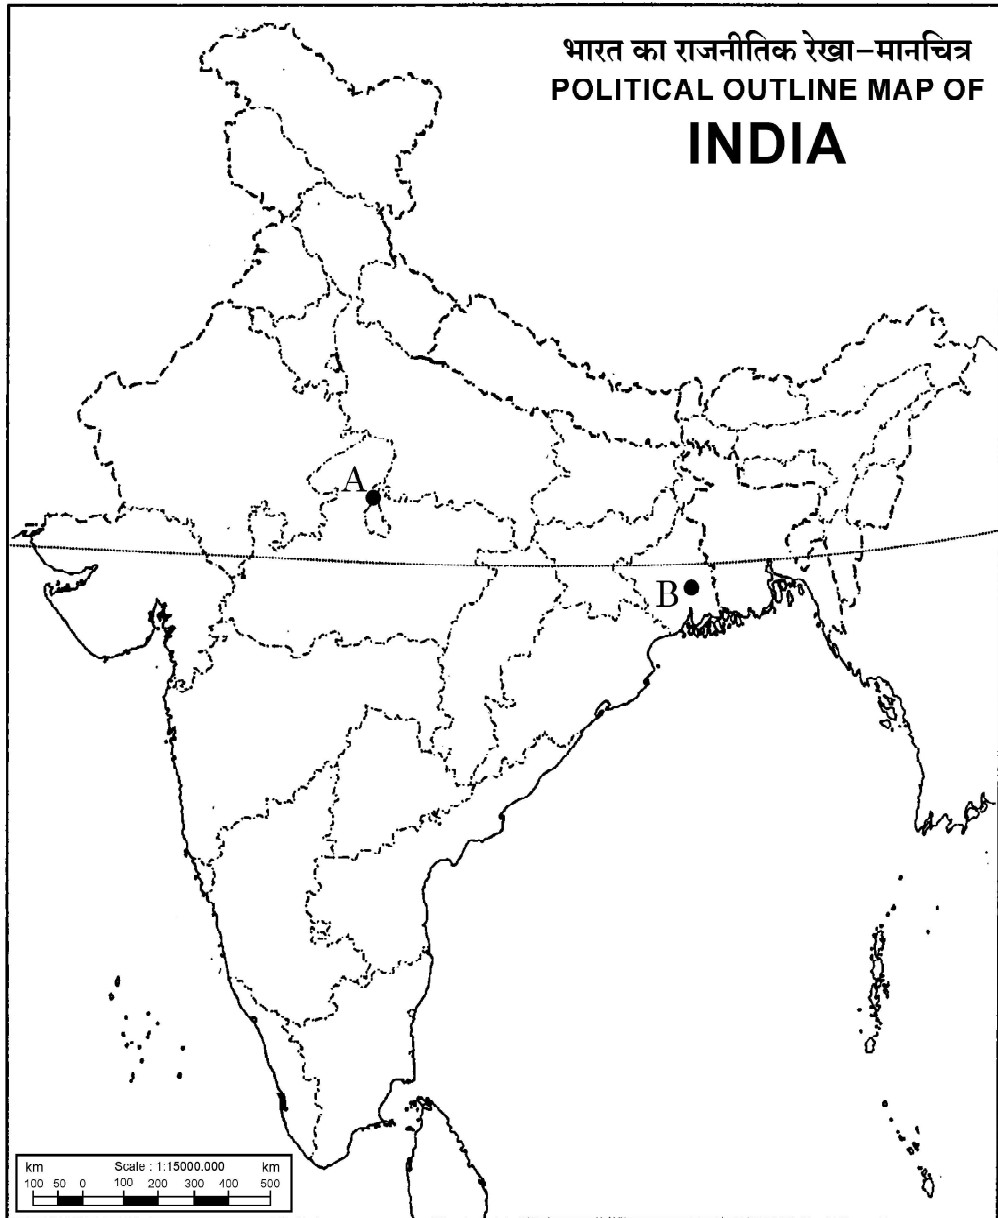 भारत का राजनीतिक रेखा–मानचित्र
POLITICAL OUTLINE MAP OF
INDIA
A
B
km Scale : 1:15000.000 km
100 50 0 100 200 300 400 500